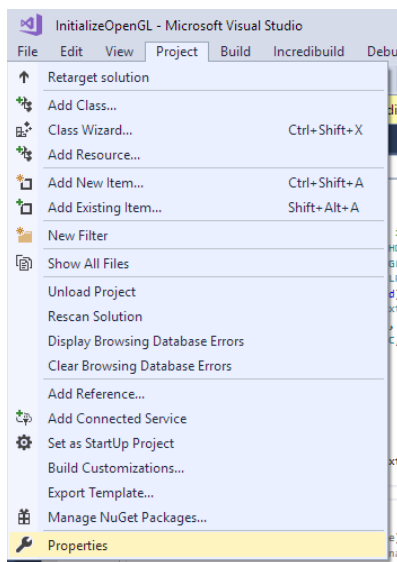 InitializeOpenGL - Microsoft Visual Studio
File Edit View Project Build Incredibuild Debu
Retarget solution
Add Class...
Class Wizard... Ctrl+Shift+X
Add Resource...
Add New Item... Ctrl+Shift+A
Add Existing Item... Shift+Alt+A
New Filter
Show All Files
Unload Project
Rescan Solution
Display Browsing Database Errors
Clear Browsing Database Errors
Add Reference...
Add Connected Service
Set as StartUp Project
Build Customizations...
Export Template...
Manage NuGet Packages...
Properties